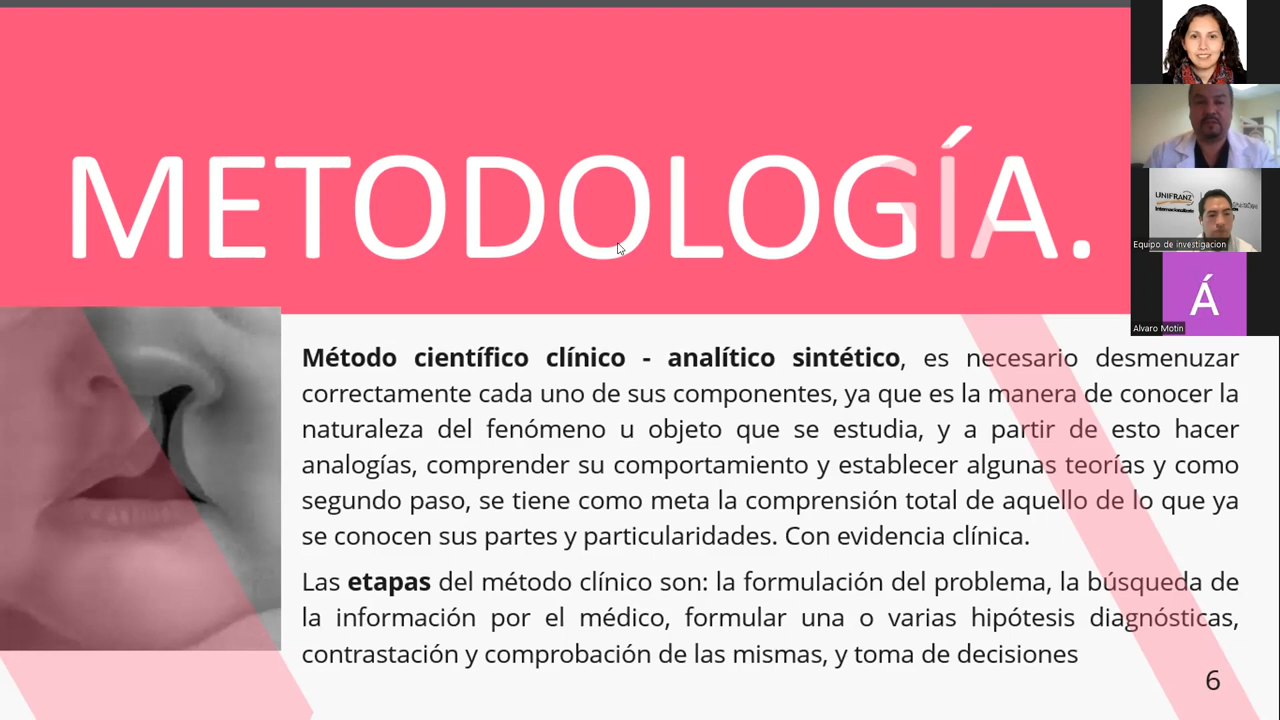 METODOLOGÍA.
Método científico clínico - analítico sintético, es necesario desmenuzar
correctamente cada uno de sus componentes, ya que es la manera de conocer la
naturaleza del fenómeno u objeto que se estudia, y a partir de esto hacer
analogías, comprender su comportamiento y establecer algunas teorías y como
segundo paso, se tiene como meta la comprensión total de aquello de lo que ya
se conocen sus partes y particularidades. Con evidencia clínica.
Las etapas del método clínico son: la formulación del problema, la búsqueda de
la información por el médico, formular una o varias hipótesis diagnósticas,
contrastación y comprobación de las mismas, y toma de decisiones
6
UNIFRANZ
Equipo de investigacion
Á
Alvaro Motin